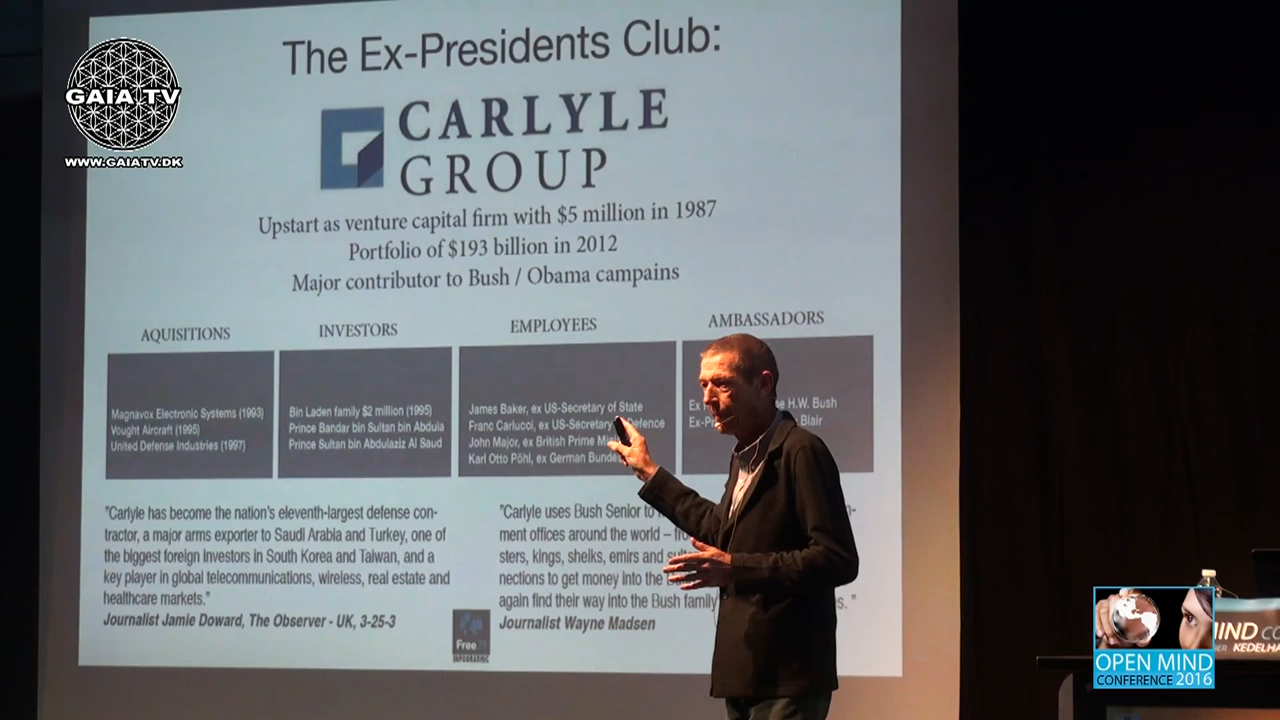 GAIA TV
WWW.GAIATV.DK
The Ex-Presidents Club:
CARLYLE
GROUP
Upstart as venture capital firm with $5 million in 1987
Portfolio of $193 billion in 2012
Major contributor to Bush / Obama campains
AQUISITIONS
Magnavox Electronic Systems (1993)
Vought Aircraft (1995)
United Defense Industries (1997)
INVESTORS
Bin Laden family $2 million (1995)
Prince Bandar bin Sultan bin Abdula
Prince Sultan bin Abdulaziz Al Saud
EMPLOYEES
James Baker, ex US-Secretary of State
Franc Carlucci, ex US-Secretary Defence
John Major, ex British Prime
Karl Otto Pöhl, ex German
AMBASSADORS
Ex H.W. Bush
Blair
"Carlyle has become the nation's eleventh-largest defense con-
tractor, a major arms exporter to Saudi Arabia and Turkey, one of
the biggest foreign investors in South Korea and Taiwan, and a
key player in global telecommunications, wireless, real estate and
healthcare markets."
Journalist Jamie Doward, The Observer - UK, 3-25-3
"Carlyle uses Bush Senior to
ment offices around the world –
sters, kings, sheiks, emirs and
nections to get money into the
again find their way into the Bush family
Journalist Wayne Madsen
Free
INFOGRAPHIC
OPEN MIND
CONFERENCE 2016
KEDELHA